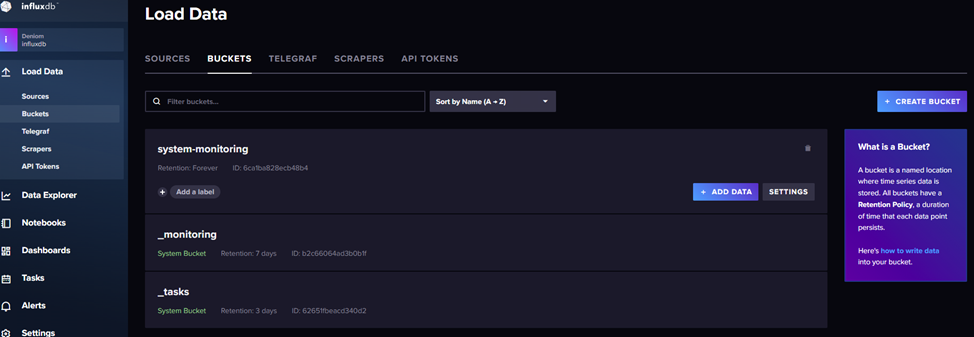 influxdb™
Deniom
influxdb
Load Data
Sources
Buckets
Telegraf
Scrapers
API Tokens
Data Explorer
Notebooks
Dashboards
Tasks
Alerts
Settings
Load Data
SOURCES BUCKETS TELEGRAF SCRAPERS API TOKENS
Filter buckets... Sort by Name (A → Z) + CREATE BUCKET
system-monitoring
Retention: Forever ID: 6ca1ba828ecb48b4
+ Add a label + ADD DATA SETTINGS
_monitoring
System Bucket Retention: 7 days ID: b2c66064ad3b0b1f
_tasks
System Bucket Retention: 3 days ID: 62651fbeacd340d2
What is a Bucket?
A bucket is a named location
where time series data is
stored. All buckets have a
Retention Policy, a duration
of time that each data point
persists.
Here's how to write data
into your bucket.